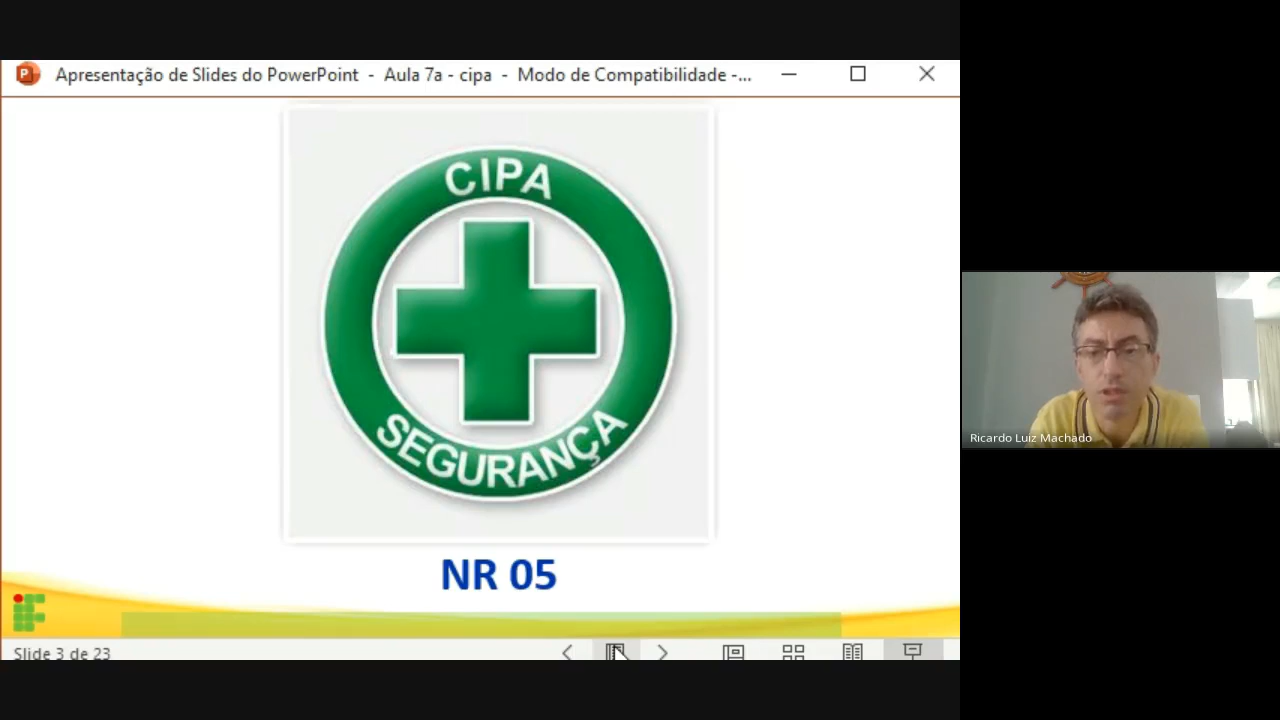 Apresentação de Slides do PowerPoint - Aula 7a - cipa - Modo de Compatibilidade -...
CIPA
SEGURANÇA
NR 05
Slide 3 de 23
Ricardo Luiz Machado